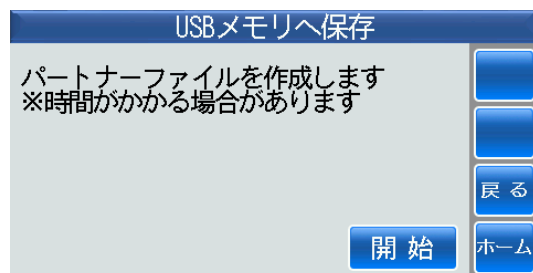 USBメモリへ保存
パートナーファイルを作成します
※時間がかかる場合があります
戻る
開始
ホーム